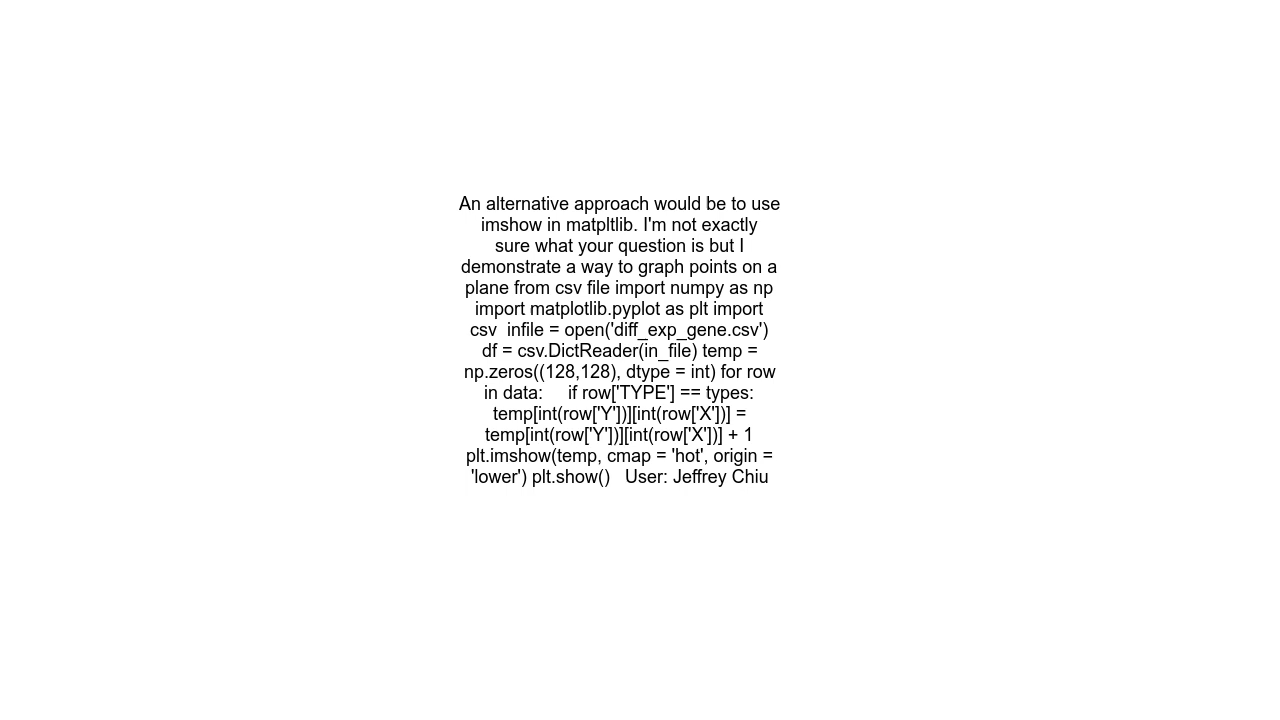 An alternative approach would be to use
imshow in matpltlib. I'm not exactly
sure what your question is but I
demonstrate a way to graph points on a
plane from csv file import numpy as np
import matplotlib.pyplot as plt import
csv  infile = open('diff_exp_gene.csv')
df = csv.DictReader(in_file) temp =
np.zeros((128,128), dtype = int) for row
in data:     if row['TYPE'] == types:
temp[int(row['Y'])][int(row['X'])] =
temp[int(row['Y'])][int(row['X'])] + 1
plt.imshow(temp, cmap = 'hot', origin =
'lower') plt.show()   User: Jeffrey Chiu